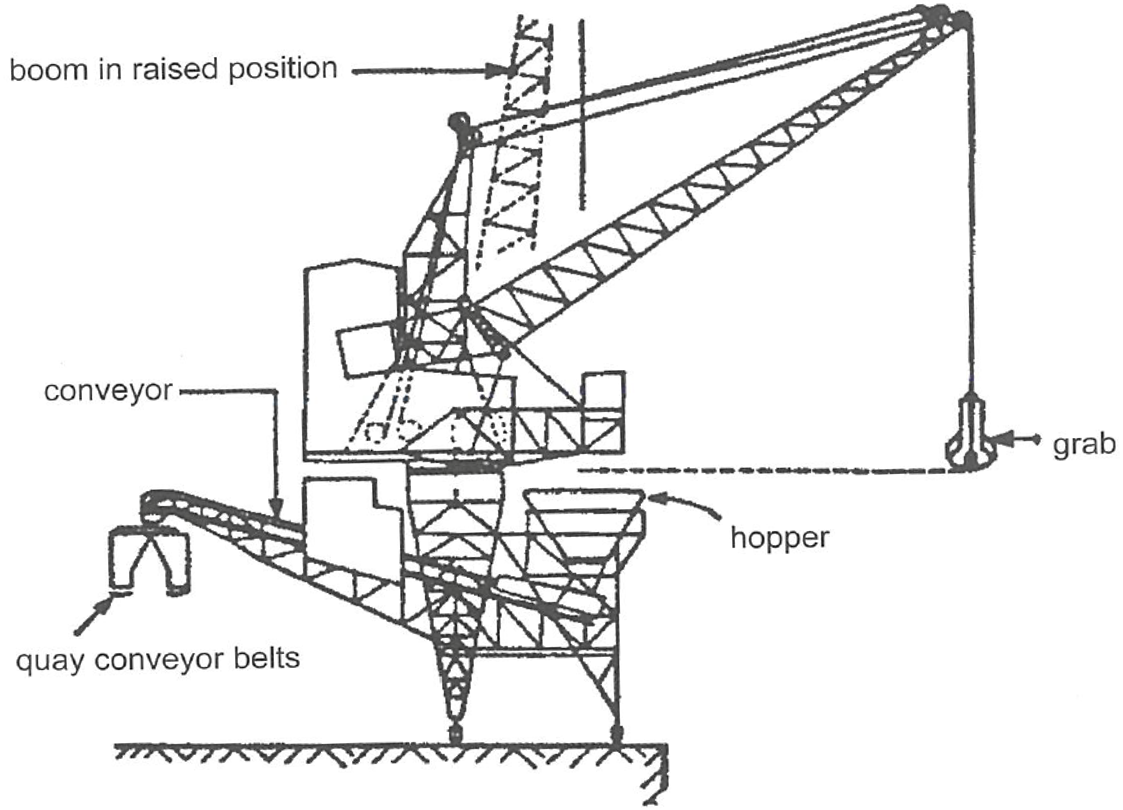 boom in raised position
conveyor
grab
hopper
quay conveyor belts